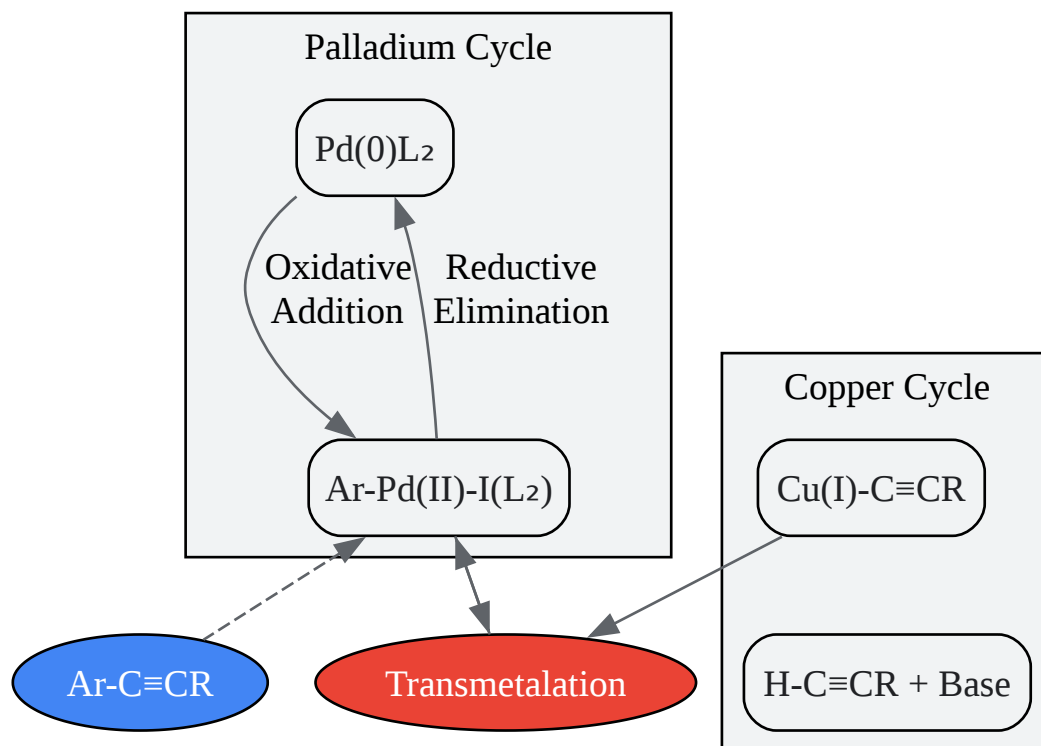 Palladium Cycle
Pd(0)L₂
Oxidative
Addition
Reductive
Elimination
Ar-Pd(II)-I(L₂)
Copper Cycle
Cu(I)-C≡CR
H-C≡CR + Base
Ar-C≡CR
Transmetalation